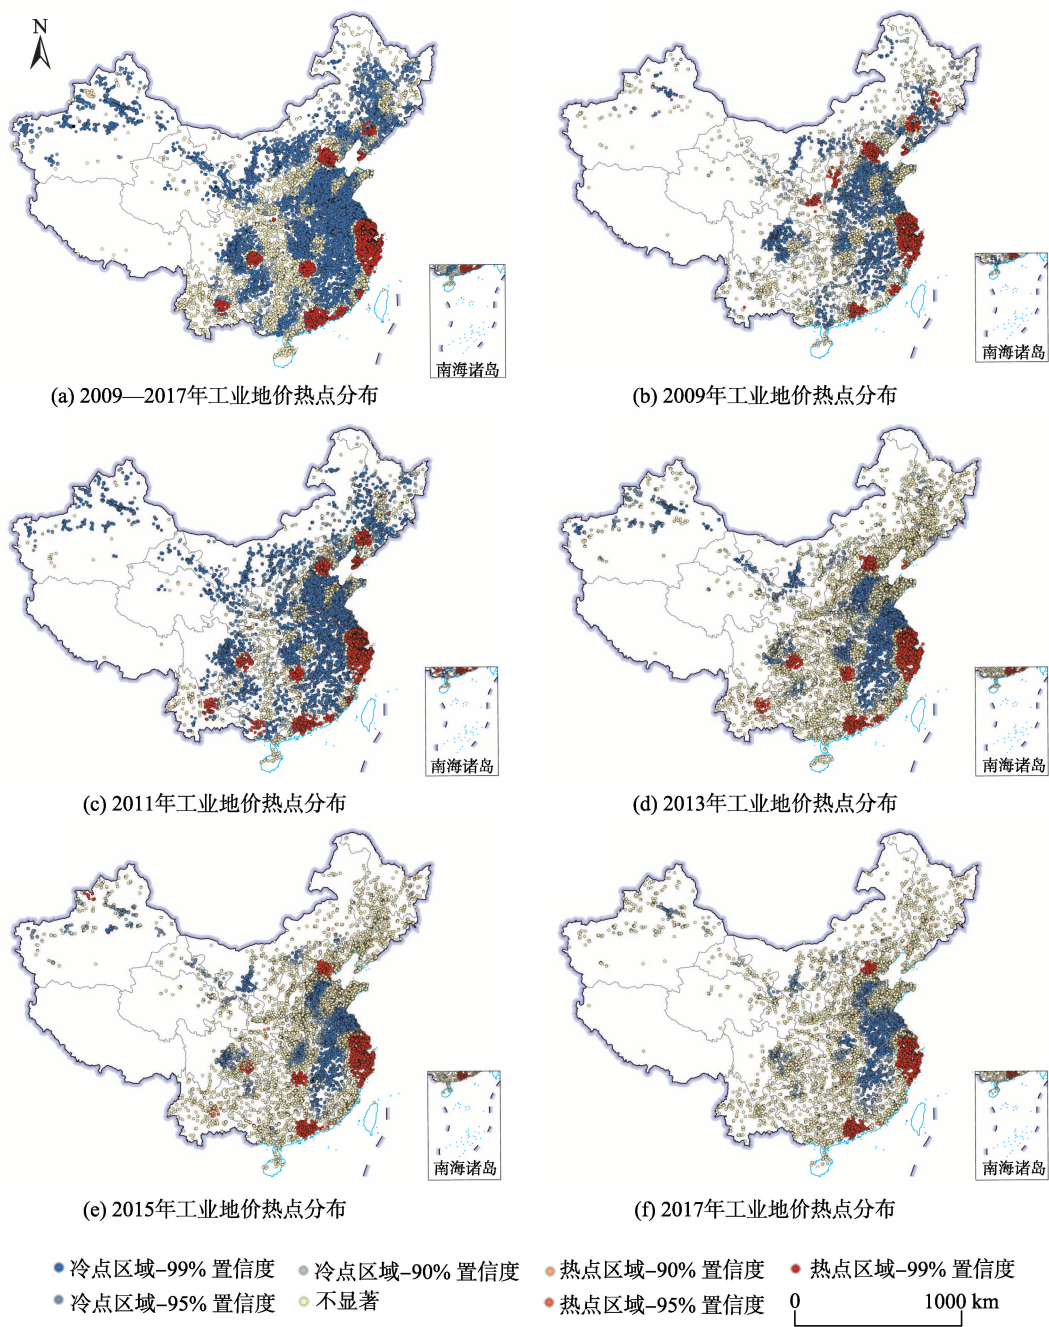 N
南海诸岛
南海诸岛
(a) 2009—2017年工业地价热点分布
(b) 2009年工业地价热点分布
南海诸岛
南海诸岛
(c) 2011年工业地价热点分布
(d) 2013年工业地价热点分布
南海诸岛
南海诸岛
(e) 2015年工业地价热点分布
(f) 2017年工业地价热点分布
冷点区域-99% 置信度
冷点区域-90% 置信度
热点区域-90% 置信度
热点区域-99% 置信度
冷点区域-95% 置信度
不显著
热点区域-95% 置信度
0 1000 km